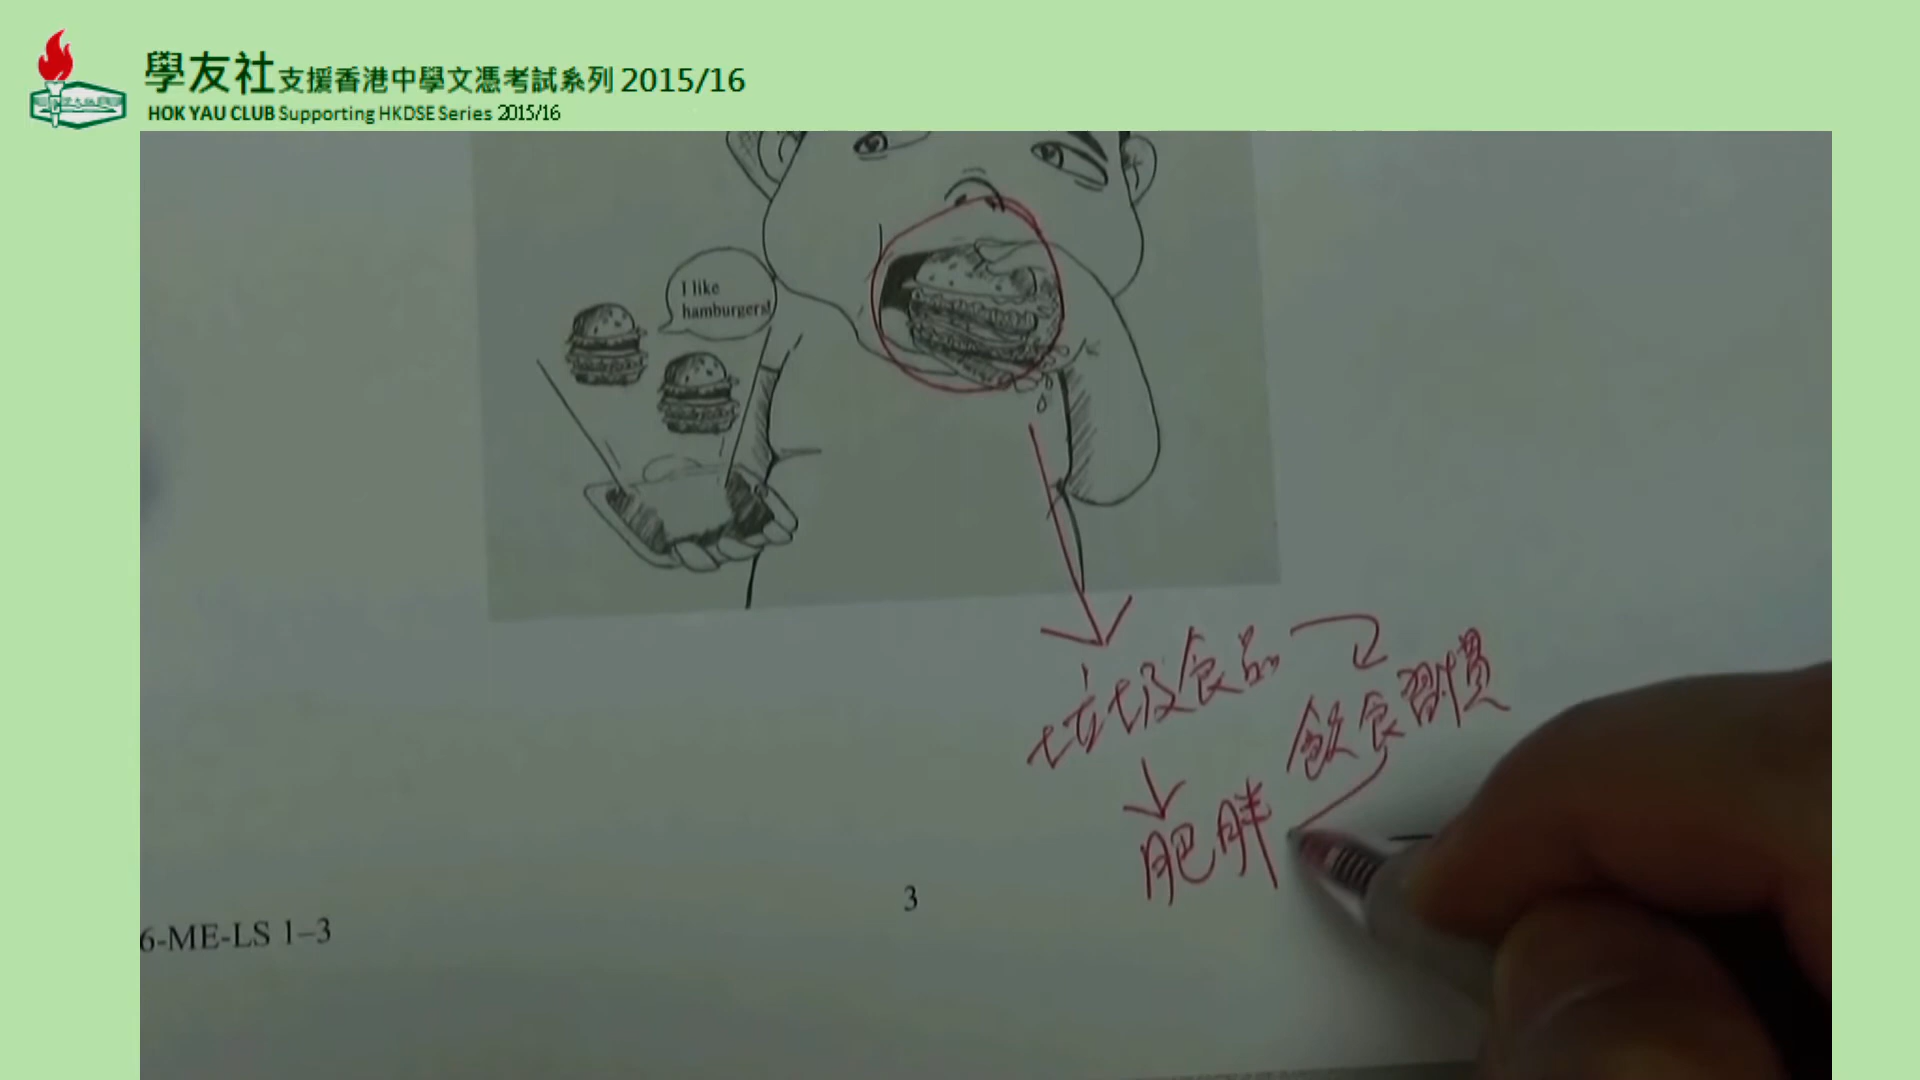 學友社支援香港中學文憑考試系列 2015/16
HOK YAU CLUB Supporting HKDSE Series 2015/16
I like
hamburgers!
垃圾食品
飲食習慣
肥胖
3
6-ME-LS 1–3